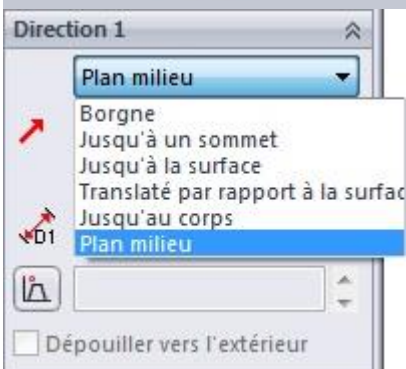 Direction 1
Plan milieu
Borgne
Jusqu'à un sommet
Jusqu'à la surface
Translaté par rapport à la surfac
Jusqu'au corps
Plan milieu
D1
Dépouiller vers l'extérieur